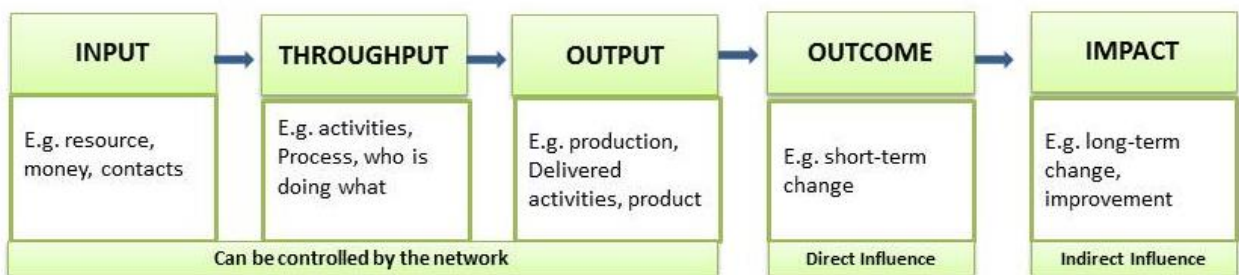 INPUT
THROUGHPUT
OUTPUT
OUTCOME
IMPACT
E.g. resource,
money, contacts
E.g. activities,
Process, who is
doing what
E.g. production,
Delivered
activities, product
E.g. short-term
change
E.g. long-term
change,
improvement
Can be controlled by the network
Direct Influence
Indirect Influence